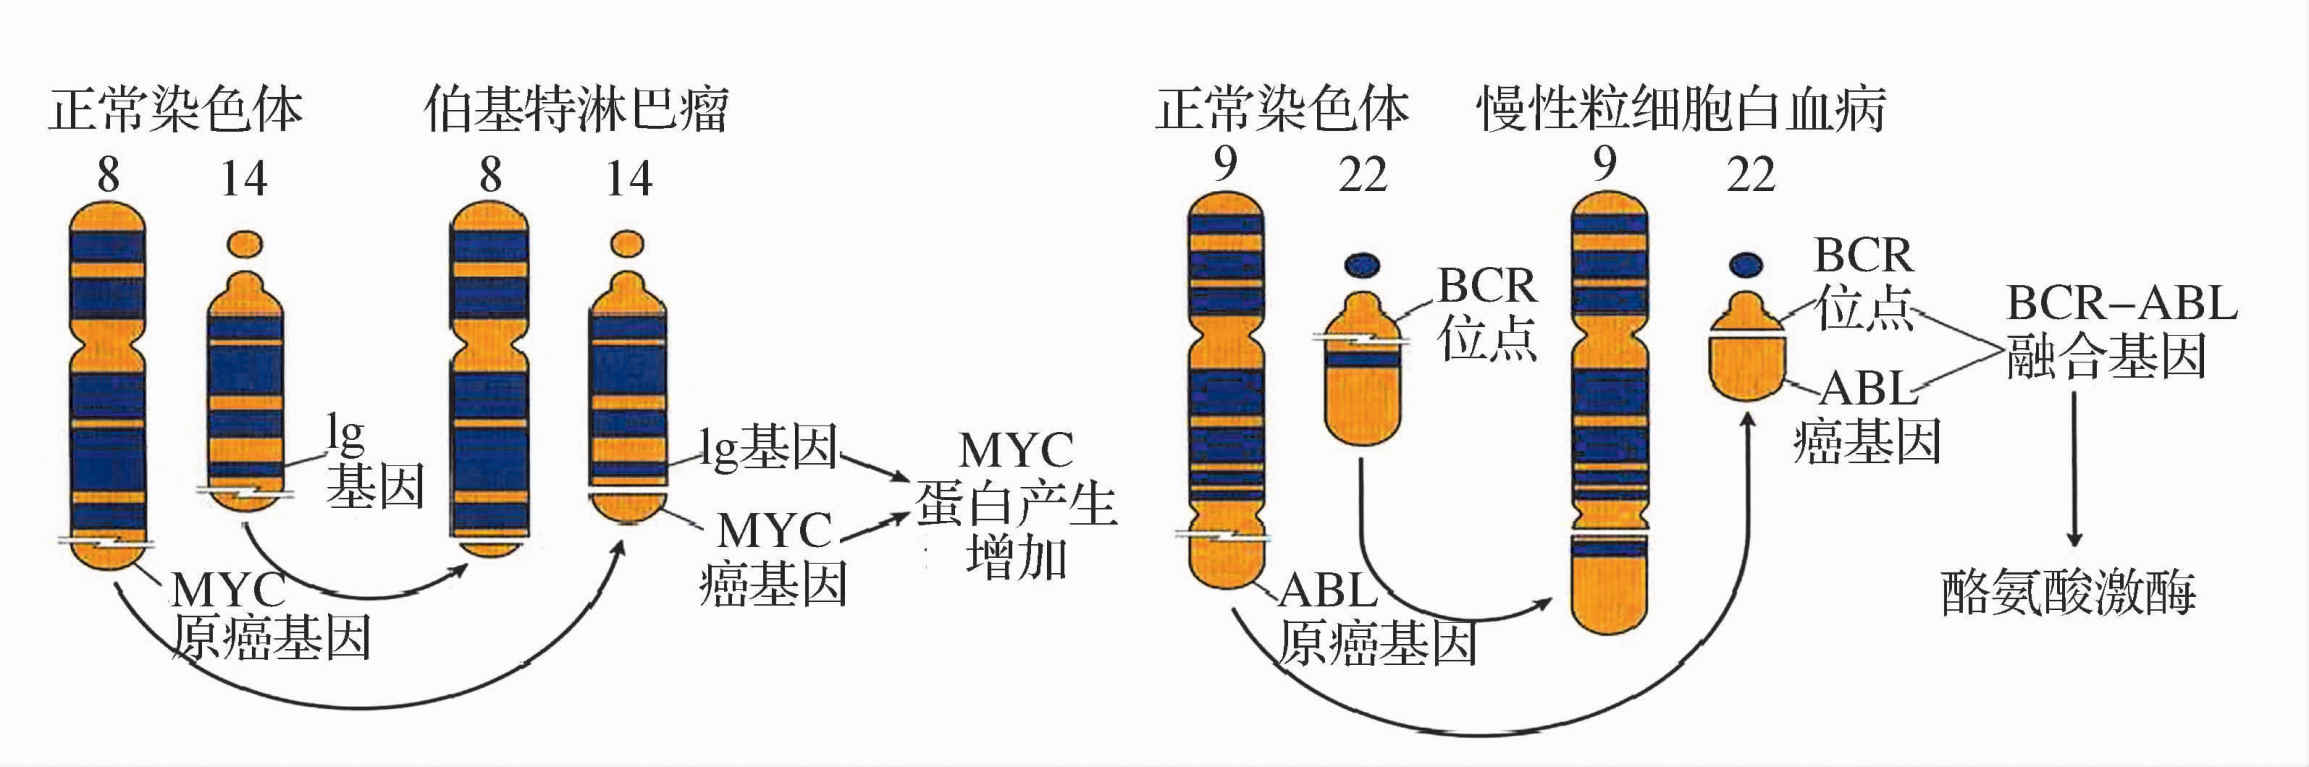 正常染色体
伯基特淋巴瘤
8
14
8
14
lg
基因
MYC
原癌基因
lg基因
MYC
癌基因
MYC
蛋白产生
增加
正常染色体
慢性粒细胞白血病
9
22
9
22
BCR
位点
ABL
原癌基因
BCR
位点
ABL
癌基因
BCR-ABL
融合基因
酪氨酸激酶